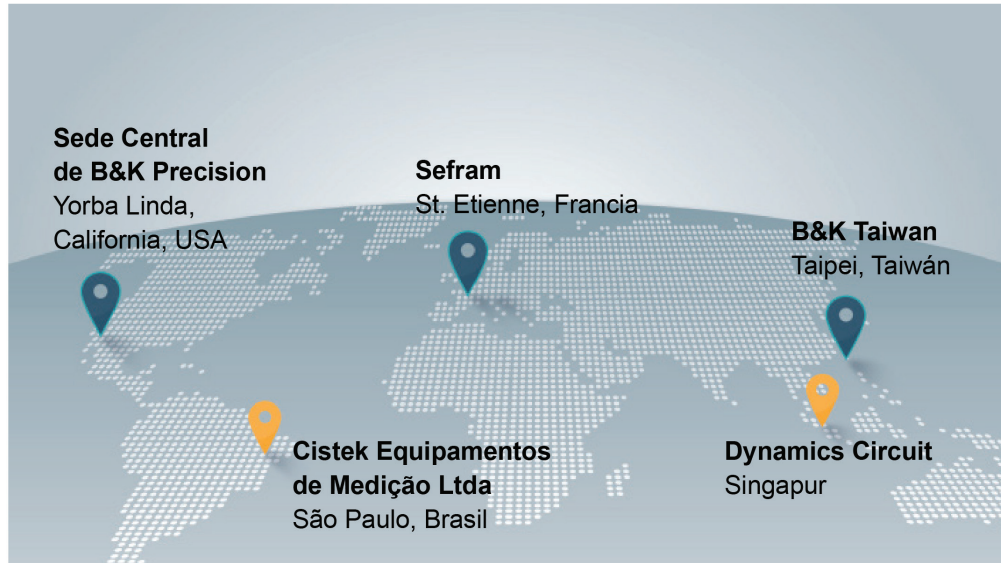 Sede Central
de B&K Precision
Yorba Linda,
California, USA
Sefram
St. Etienne, Francia
B&K Taiwan
Taipei, Taiwán
Cistek Equipamentos
de Medição Ltda
São Paulo, Brasil
Dynamics Circuit
Singapur